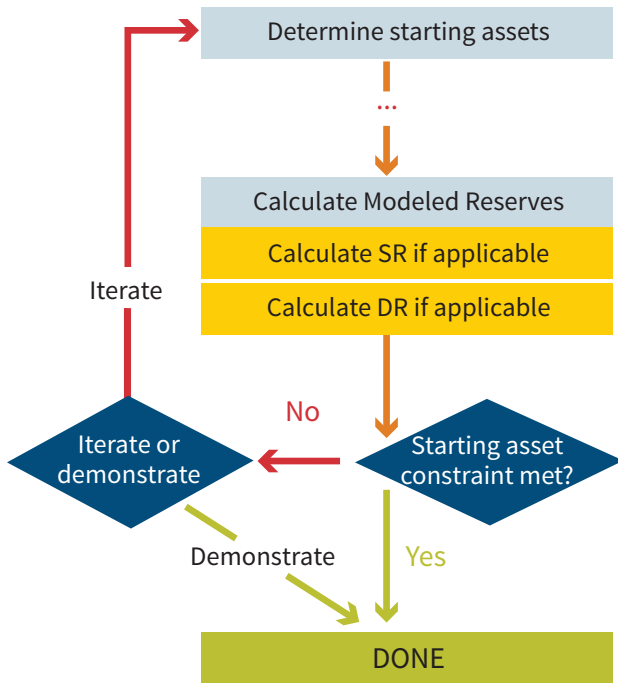 Determine starting assets
...
Calculate Modeled Reserves
Calculate SR if applicable
Calculate DR if applicable
Iterate
No
Iterate or
demonstrate
Starting asset
constraint met?
Demonstrate
Yes
DONE